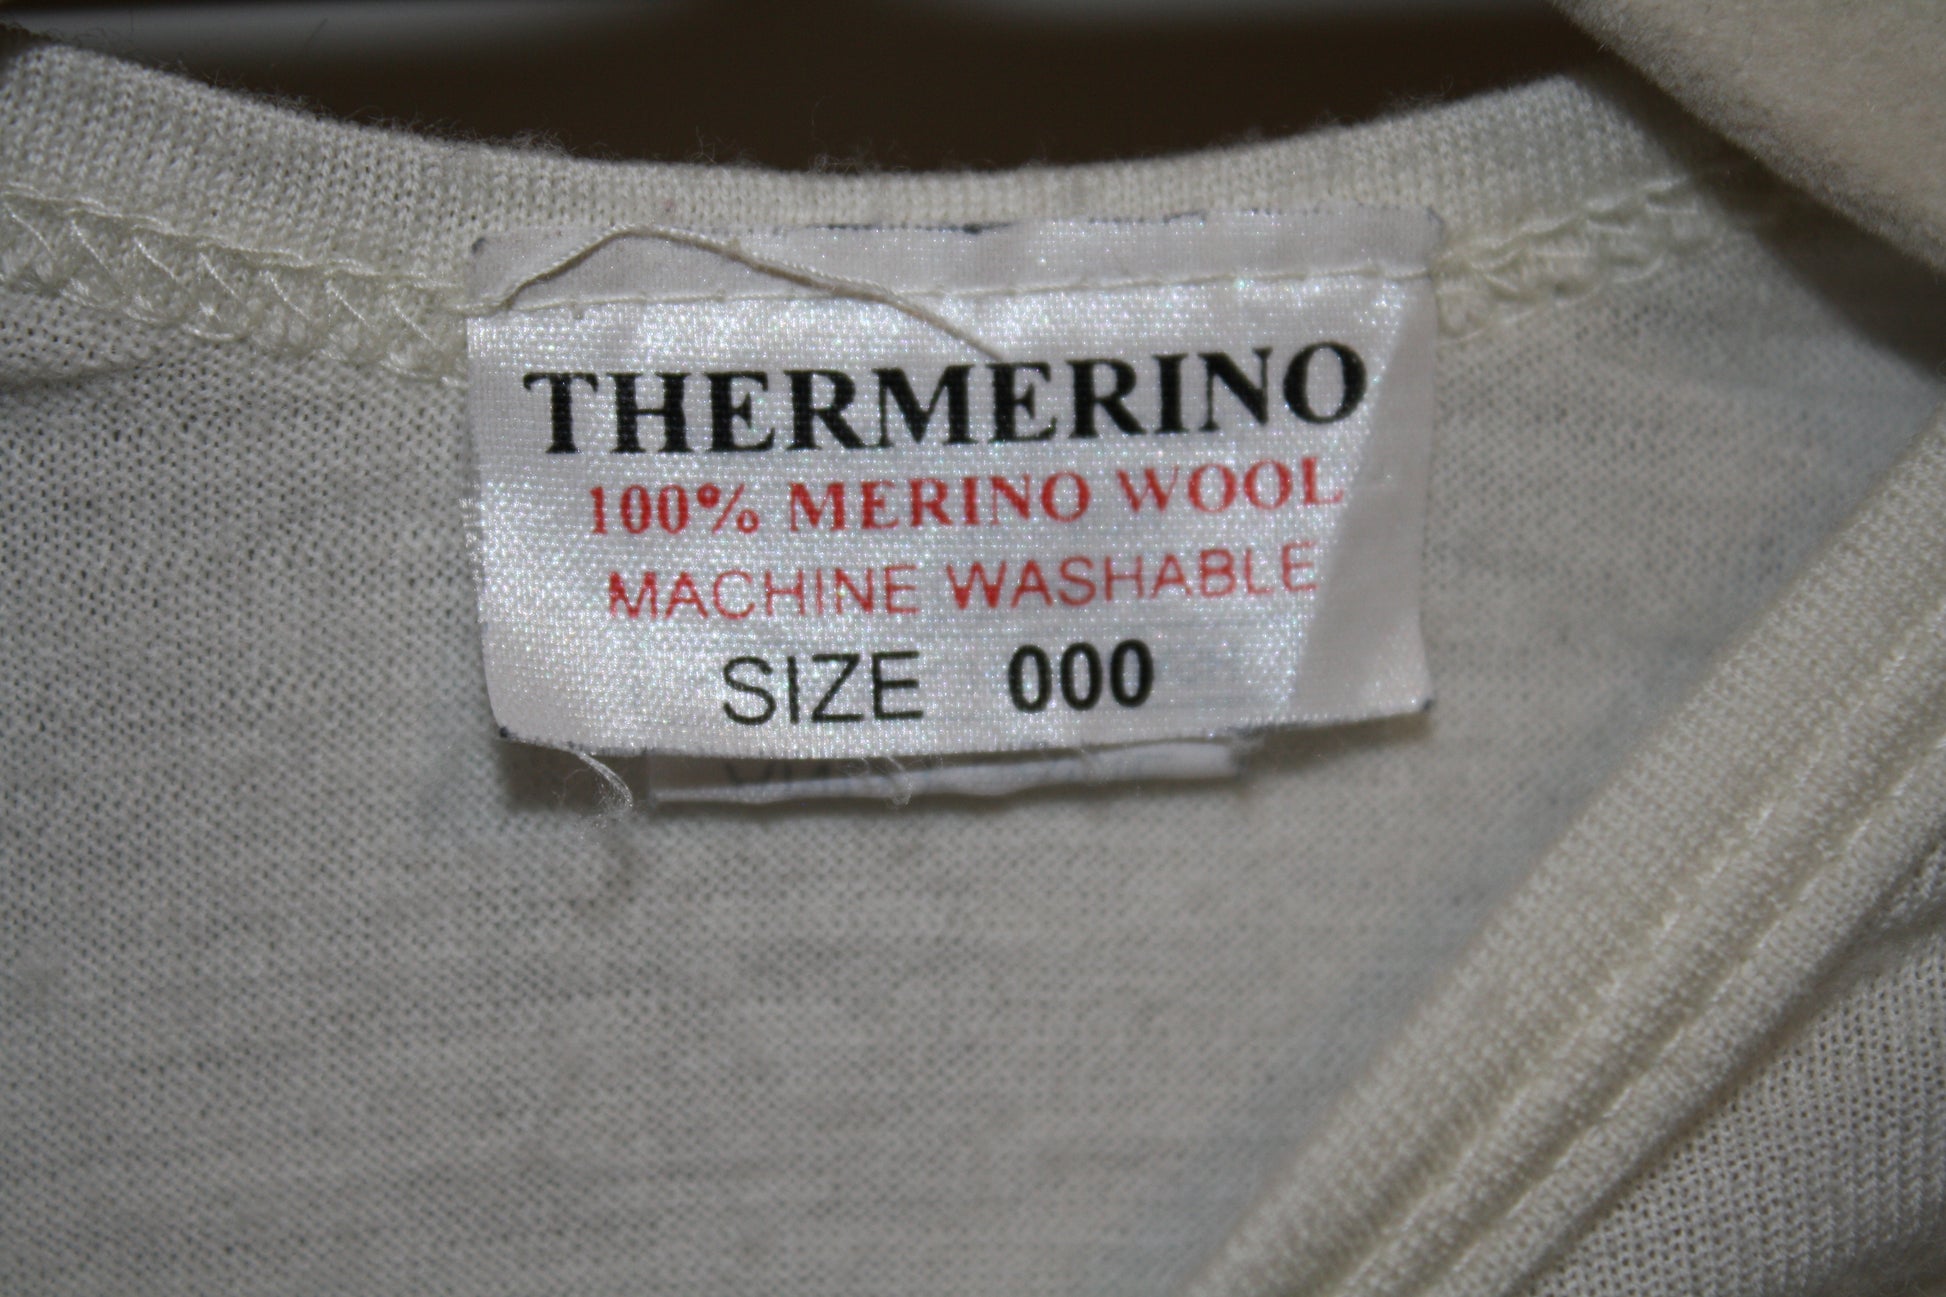 THERMERINO
100% MERINO WOOL
MACHINE WASHABLE
SIZE 000